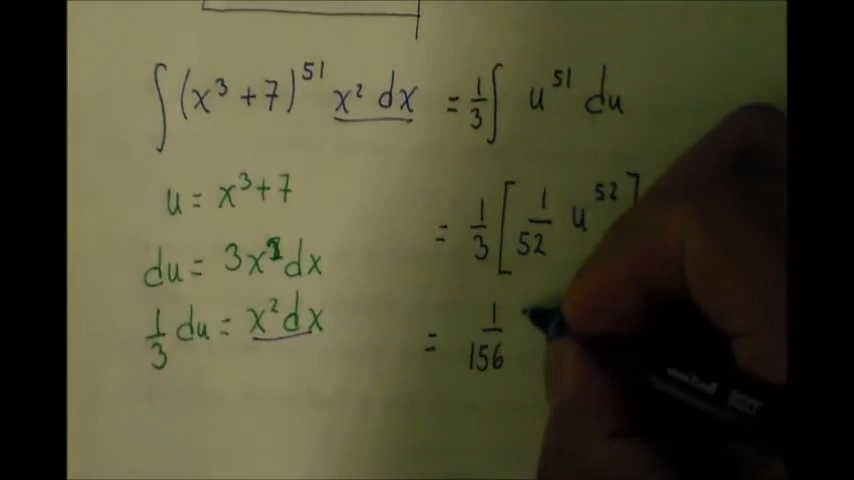 ∫ (x³ + 7)⁵¹ x² dx = 1/3 ∫ u⁵¹ du
u = x³ + 7
= 1/3 [ 1/52 u⁵² ]
du = 3x² dx
1/3 du = x² dx
= 1/156